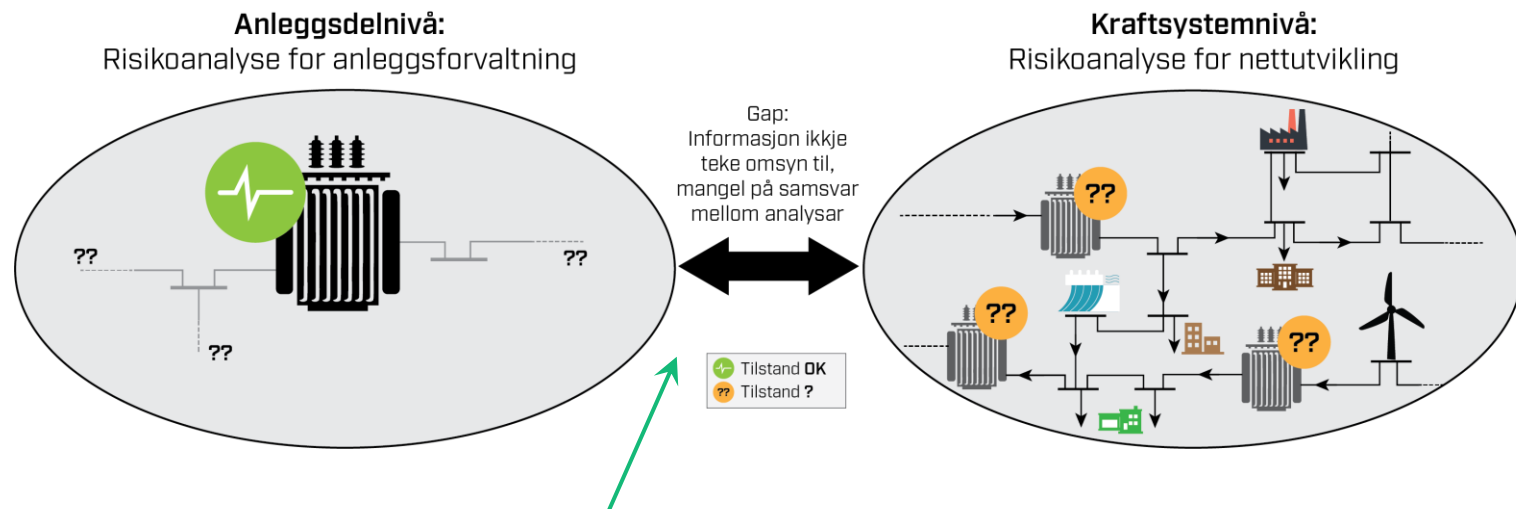 Anleggsdelnivå:
Risikoanalyse for anleggsforvaltning
??
??
??
Gap:
Informasjon ikkje
teke omsyn til,
mangel på samsvar
mellom analysar
Tilstand OK
?? Tilstand ?
Kraftsystemnivå:
Risikoanalyse for nettutvikling
??
??
??